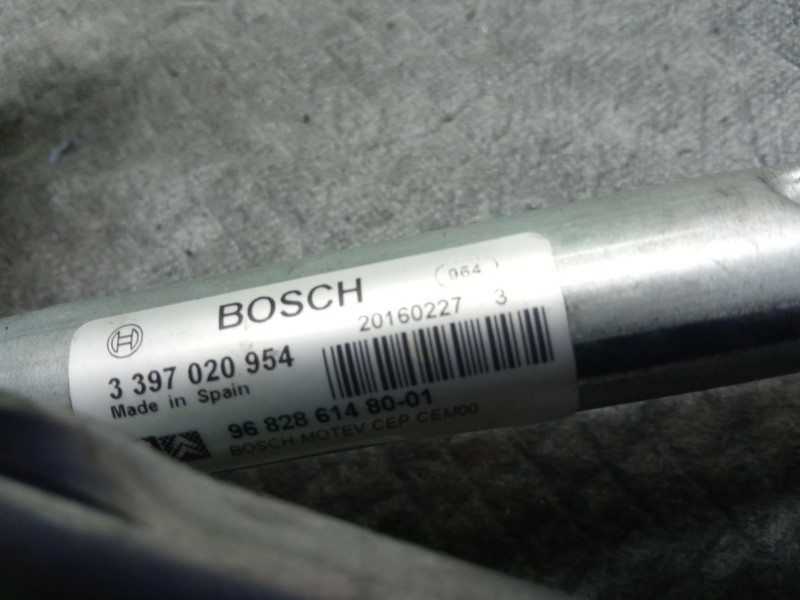 (964)
BOSCH
20160227 3
3 397 020 954
Made in Spain
96 828 614 80-01
BOSCH-MOTEV CEP CEM00